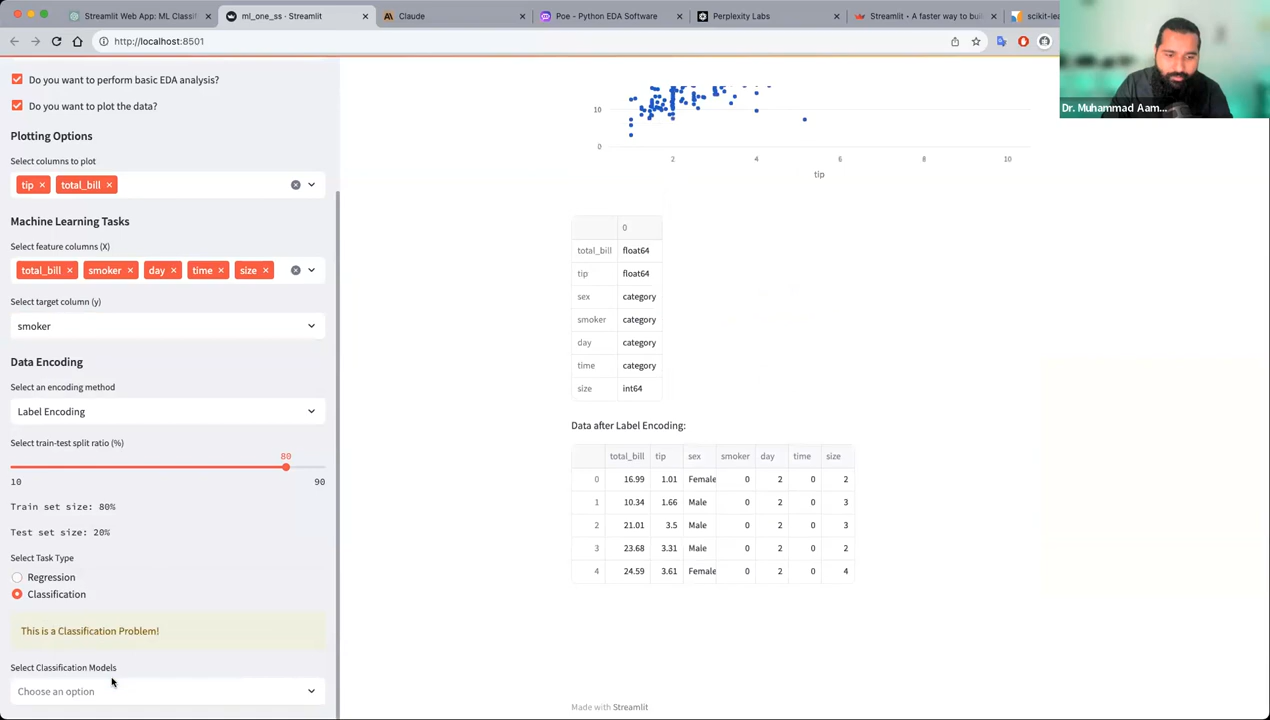 Streamlit Web App: ML Classif
ml_one_ss · Streamlit
Claude
Poe - Python EDA Software
Perplexity Labs
Streamlit • A faster way to bui
scikit-lea
http://localhost:8501
Dr. Muhammad Aam...
Do you want to perform basic EDA analysis?
Do you want to plot the data?
Plotting Options
Select columns to plot
tip × total_bill ×
Machine Learning Tasks
Select feature columns (X)
total_bill × smoker × day × time × size ×
Select target column (y)
smoker
Data Encoding
Select an encoding method
Label Encoding
Select train-test split ratio (%)
80
10 90
Train set size: 80%
Test set size: 20%
Select Task Type
Regression
Classification
This is a Classification Problem!
Select Classification Models
Choose an option
10
0
2 4 6 8 10
tip
0
total_bill float64
tip float64
sex category
smoker category
day category
time category
size int64
Data after Label Encoding:
total_bill tip sex smoker day time size
0 16.99 1.01 Female 0 2 0 2
1 10.34 1.66 Male 0 2 0 3
2 21.01 3.5 Male 0 2 0 3
3 23.68 3.31 Male 0 2 0 2
4 24.59 3.61 Female 0 2 0 4
Made with Streamlit